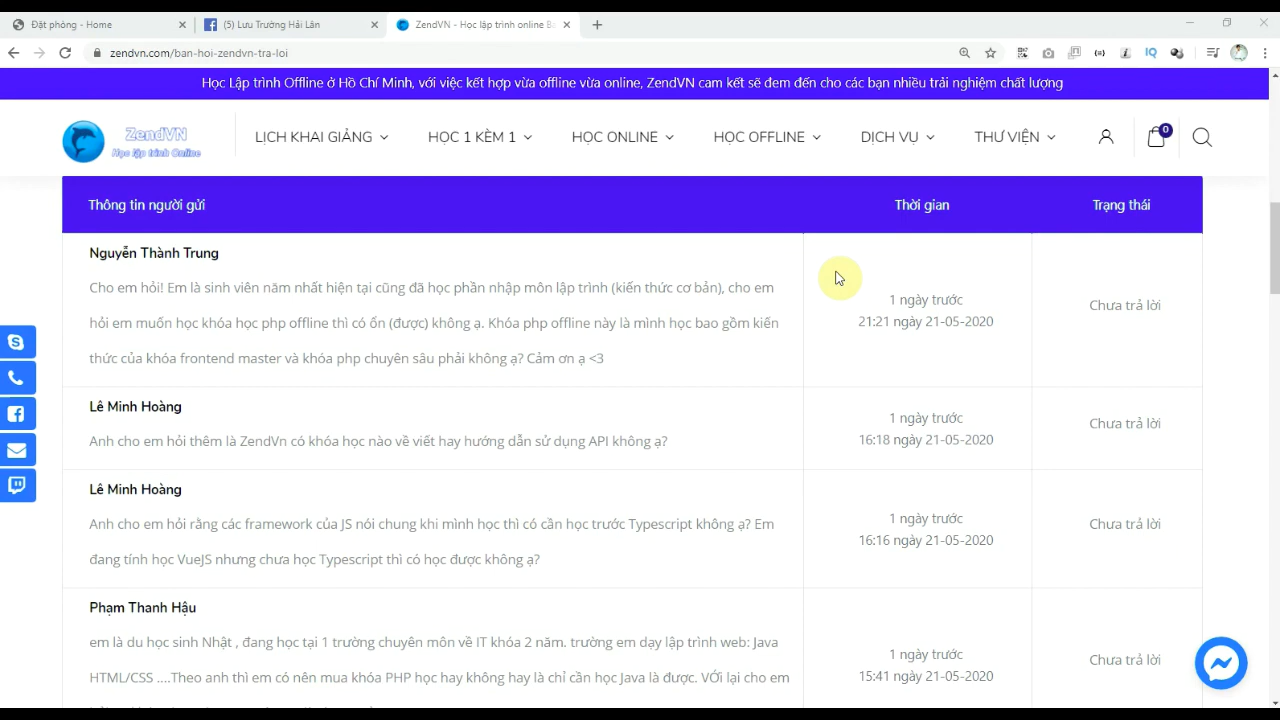 Đặt phòng - Home
(5) Lưu Trường Hải Lân
ZendVN - Học lập trình online Bà
zendvn.com/ban-hoi-zendvn-tra-loi
Học Lập trình Offline ở Hồ Chí Minh, với việc kết hợp vừa offline vừa online, ZendVN cam kết sẽ đem đến cho các bạn nhiều trải nghiệm chất lượng
ZendVN
Học lập trình Online
LỊCH KHAI GIẢNG
HỌC 1 KÈM 1
HỌC ONLINE
HỌC OFFLINE
DỊCH VỤ
THƯ VIỆN
0
Thông tin người gửi
Thời gian
Trạng thái
Nguyễn Thành Trung
Cho em hỏi! Em là sinh viên năm nhất hiện tại cũng đã học phần nhập môn lập trình (kiến thức cơ bản), cho em
hỏi em muốn học khóa học php offline thì có ổn (được) không ạ. Khóa php offline này là mình học bao gồm kiến
thức của khóa frontend master và khóa php chuyên sâu phải không ạ? Cảm ơn ạ <3
1 ngày trước
21:21 ngày 21-05-2020
Chưa trả lời
Lê Minh Hoàng
Anh cho em hỏi thêm là ZendVn có khóa học nào về viết hay hướng dẫn sử dụng API không ạ?
1 ngày trước
16:18 ngày 21-05-2020
Chưa trả lời
Lê Minh Hoàng
Anh cho em hỏi rằng các framework của JS nói chung khi mình học thì có cần học trước Typescript không ạ? Em
đang tính học VueJS nhưng chưa học Typescript thì có học được không ạ?
1 ngày trước
16:16 ngày 21-05-2020
Chưa trả lời
Phạm Thanh Hậu
em là du học sinh Nhật , đang học tại 1 trường chuyên môn về IT khóa 2 năm. trường em dạy lập trình web: Java
HTML/CSS ....Theo anh thì em có nên mua khóa PHP học hay không hay là chỉ cần học Java là được. VỚi lại cho em
1 ngày trước
15:41 ngày 21-05-2020
Chưa trả lời